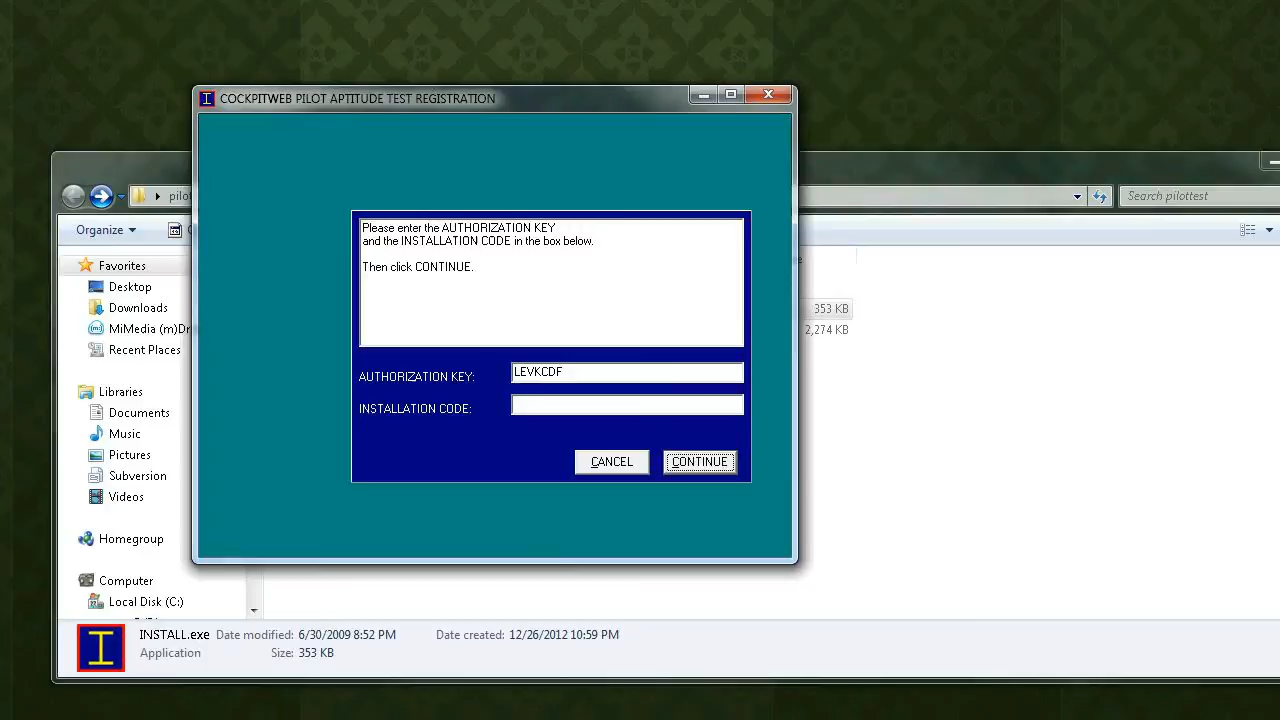 COCKPITWEB PILOT APTITUDE TEST REGISTRATION
Search pilottest
Organize
Please enter the AUTHORIZATION KEY
and the INSTALLATION CODE in the box below.
Then click CONTINUE.
Favorites
Desktop
Downloads
353 KB
MiMedia (m)Dr
2,274 KB
Recent Places
AUTHORIZATION KEY: LEVKCDF
Libraries
Documents
INSTALLATION CODE:
Music
Pictures
CANCEL CONTINUE
Subversion
Videos
Homegroup
Computer
Local Disk (C:)
INSTALL.exe Date modified: 6/30/2009 8:52 PM Date created: 12/26/2012 10:59 PM
Application Size: 353 KB